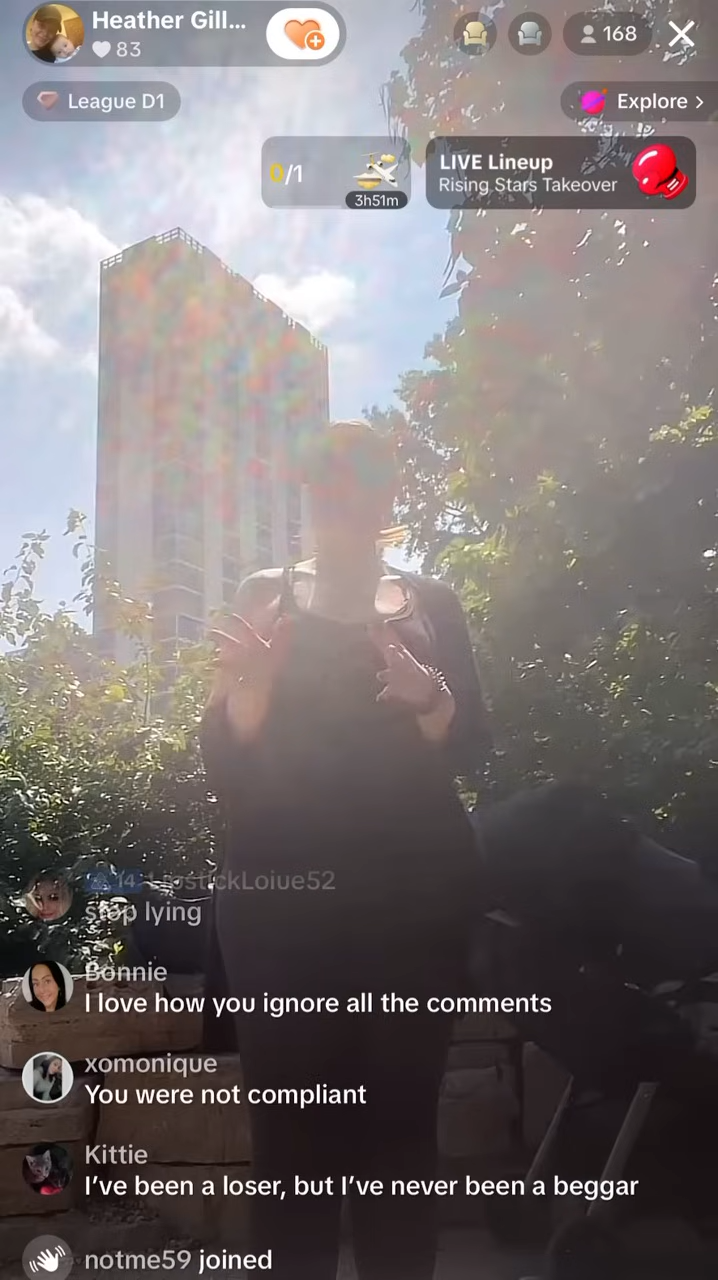 Heather Gill...
83
168
League D1
Explore >
0/1
3h51m
LIVE Lineup
Rising Stars Takeover
14 LipstickLoiue52
stop lying
Bonnie
I love how you ignore all the comments
xomonique
You were not compliant
Kittie
I've been a loser, but I've never been a beggar
notme59 joined